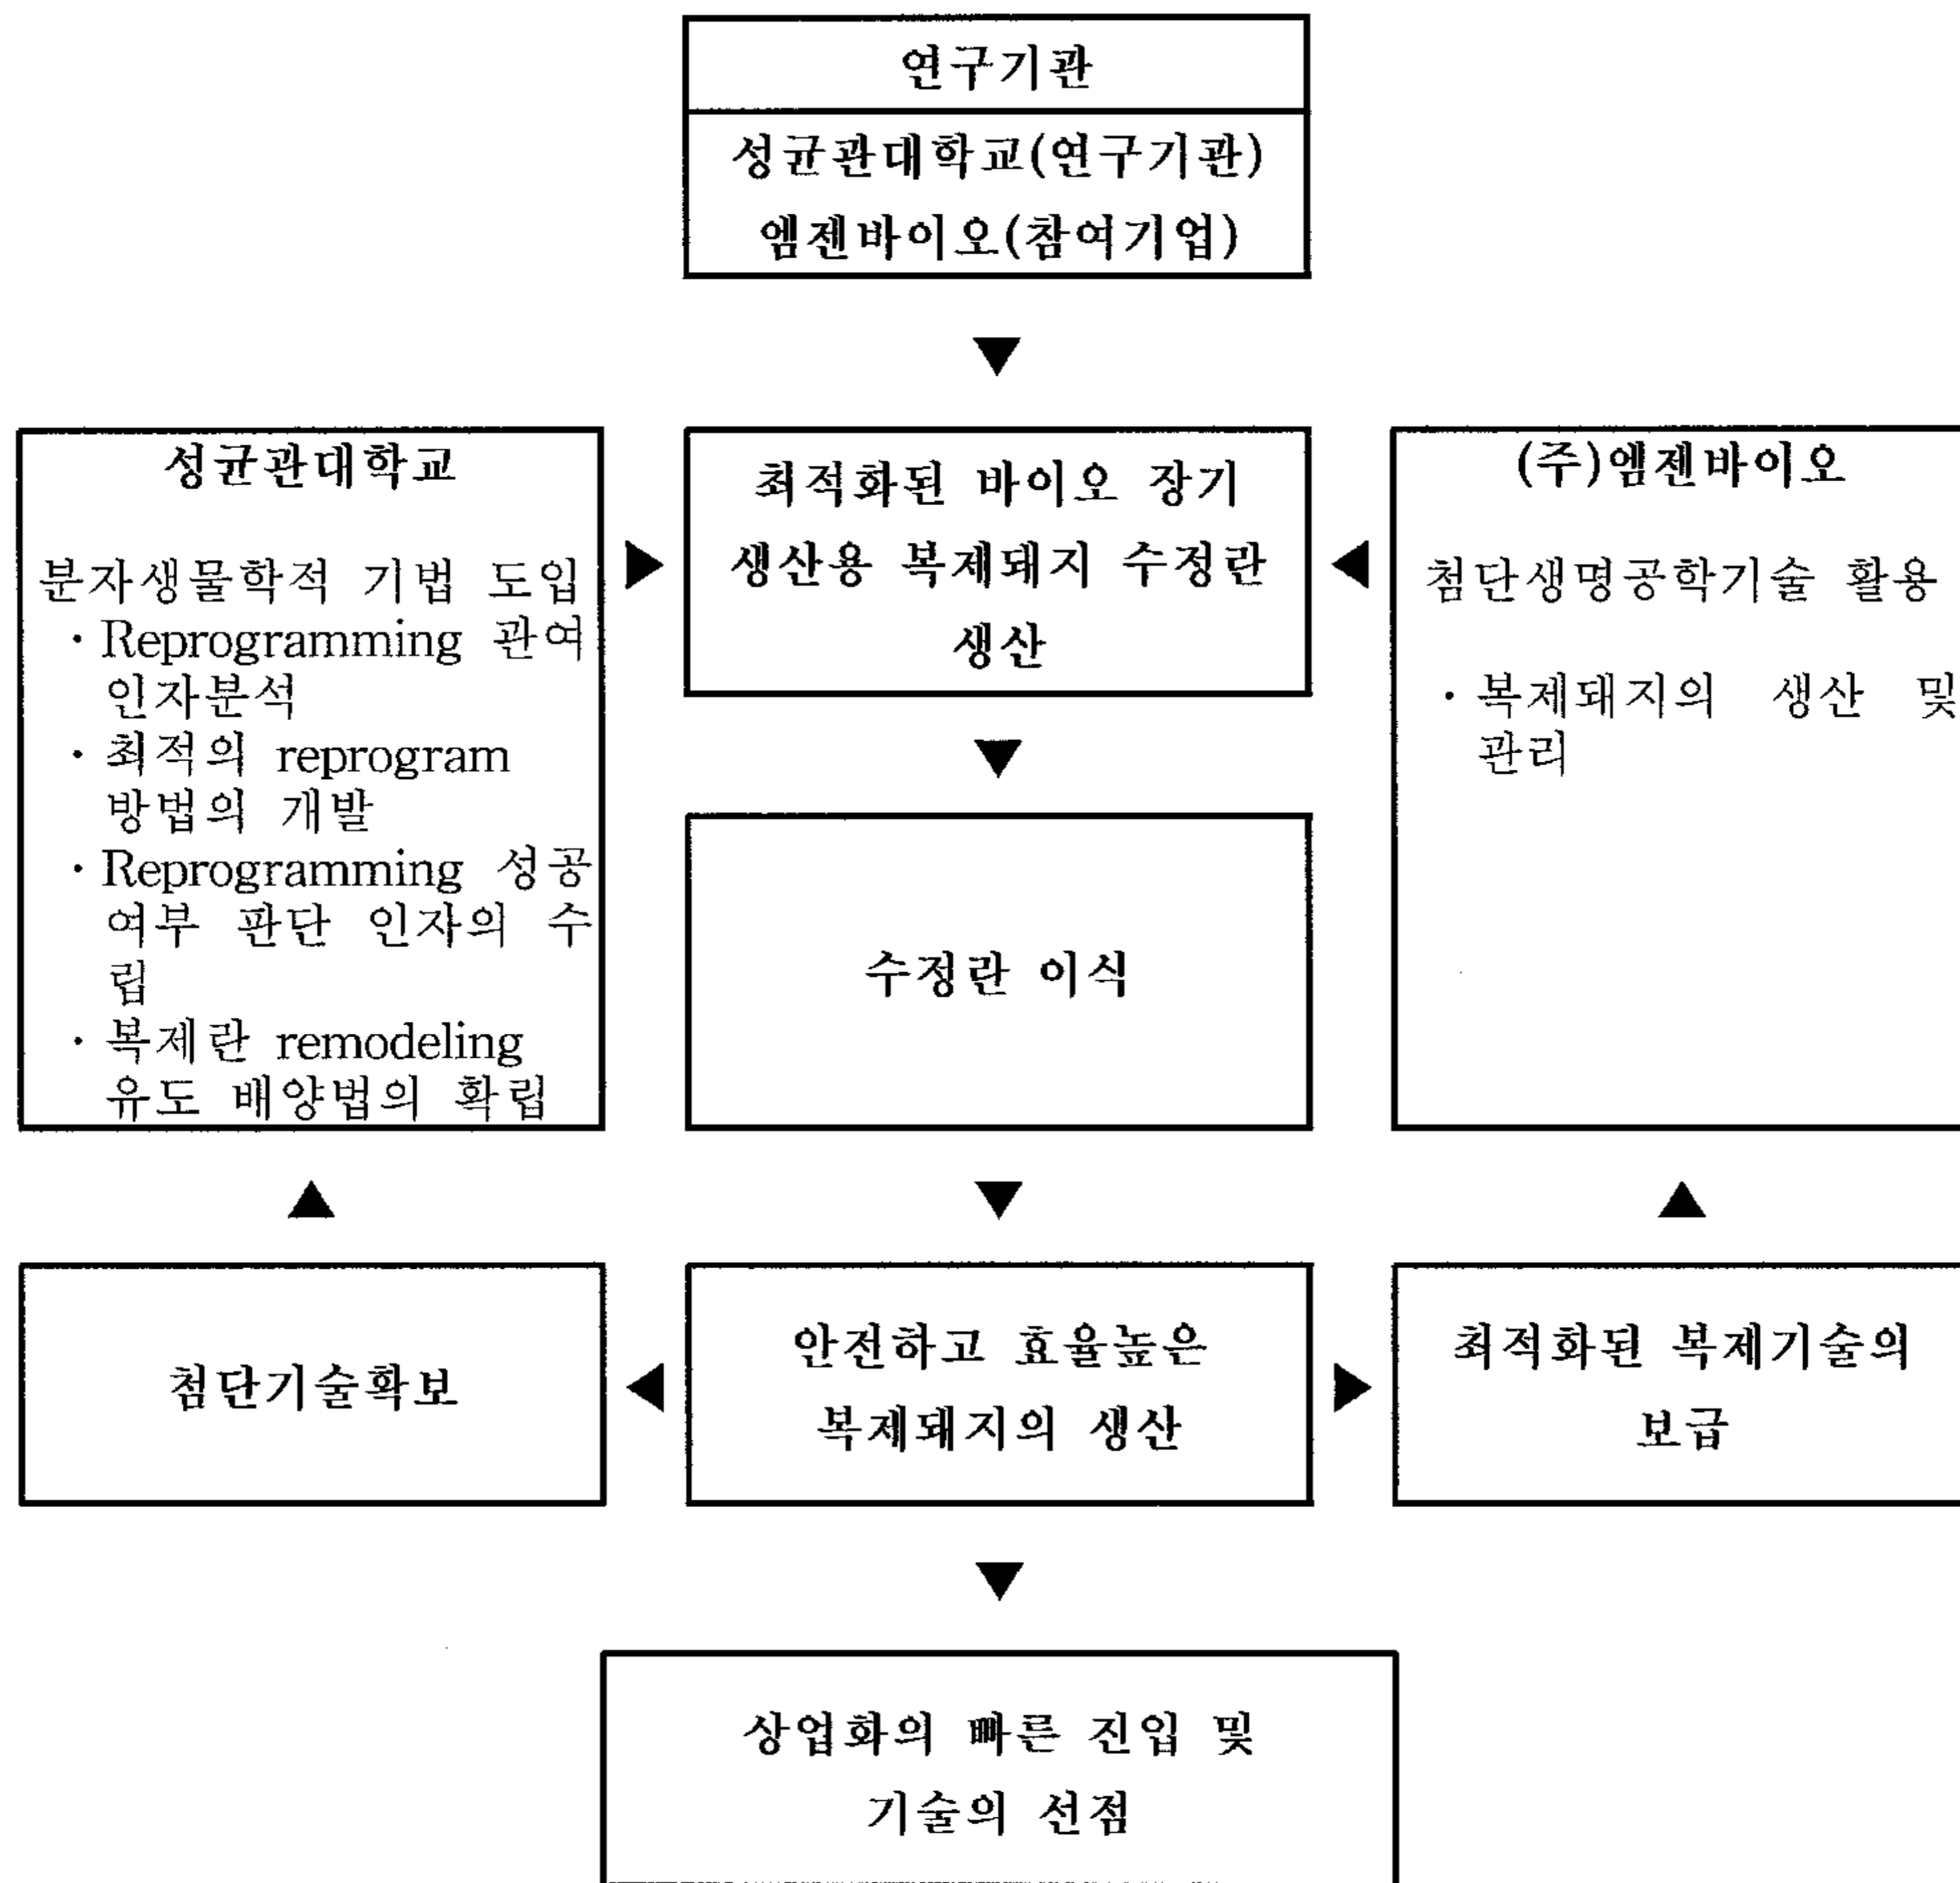 연구기관
성균관대학교(연구기관)
엠젠바이오(참여기업)
성균관대학교
분자생물학적 기법 도입
· Reprogramming 관여
인자분석
· 최적의 reprogram
방법의 개발
· Reprogramming 성공
여부 판단 인자의 수
립
· 복제란 remodeling
유도 배양법의 확립
최적화된 바이오 장기
생산용 복제돼지 수정란
생산
(주)엠젠바이오
첨단생명공학기술 활용
· 복제돼지의 생산 및
관리
수정란 이식
첨단기술확보
안전하고 효율높은
복제돼지의 생산
최적화된 복제기술의
보급
상업화의 빠른 진입 및
기술의 선점